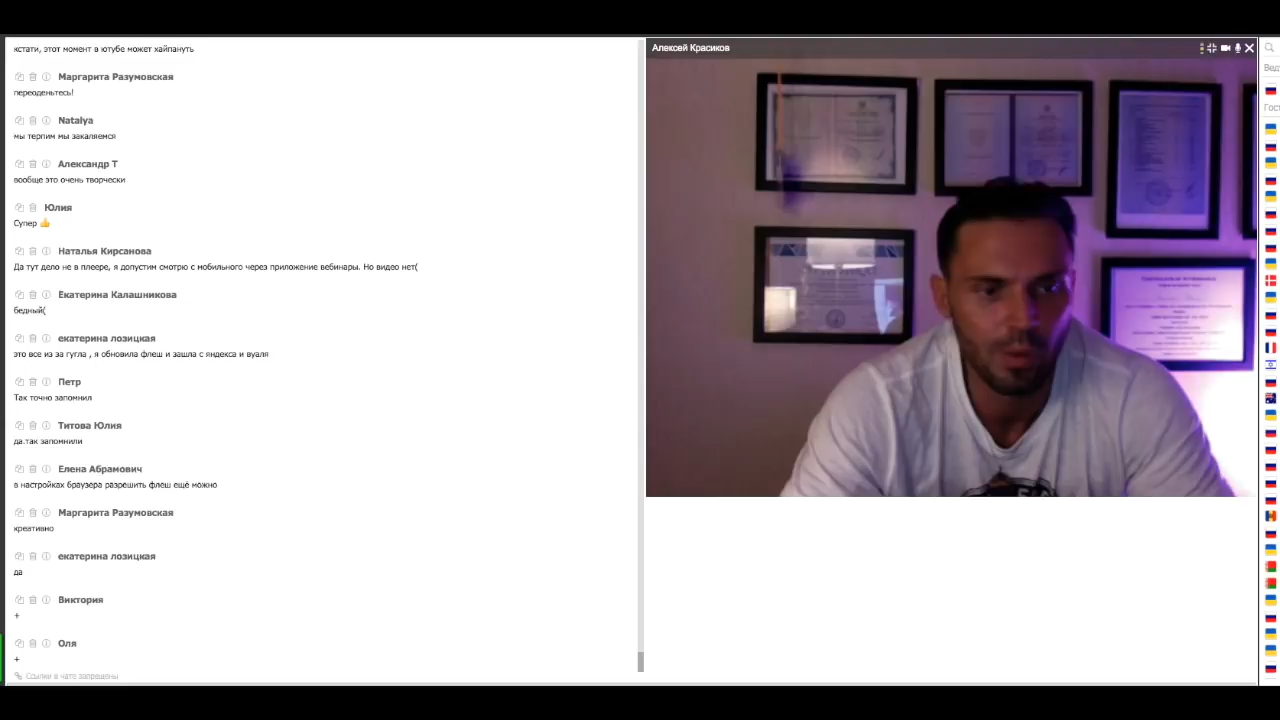 кстати, этот момент в ютубе может хайпануть
Маргарита Разумовская
переоденьтесь!
Natalya
мы терпим мы закаляемся
Александр Т
вообще это очень творчески
Юлия
Супер 👍
Наталья Кирсанова
Да тут дело не в плеере, я допустим смотрю с мобильного через приложение вебинары. Но видео нет(
Екатерина Калашникова
бедный(
екатерина лозицкая
это все из за гугла , я обновила флеш и зашла с яндекса и вуаля
Петр
Так точно запомнил
Титова Юлия
да.так запомнили
Елена Абрамович
в настройках браузера разрешить флеш ещё можно
Маргарита Разумовская
креативно
екатерина лозицкая
да
Виктория
+
Оля
+
Ссылки в чате запрещены
Алексей Красиков
Вед
Гост